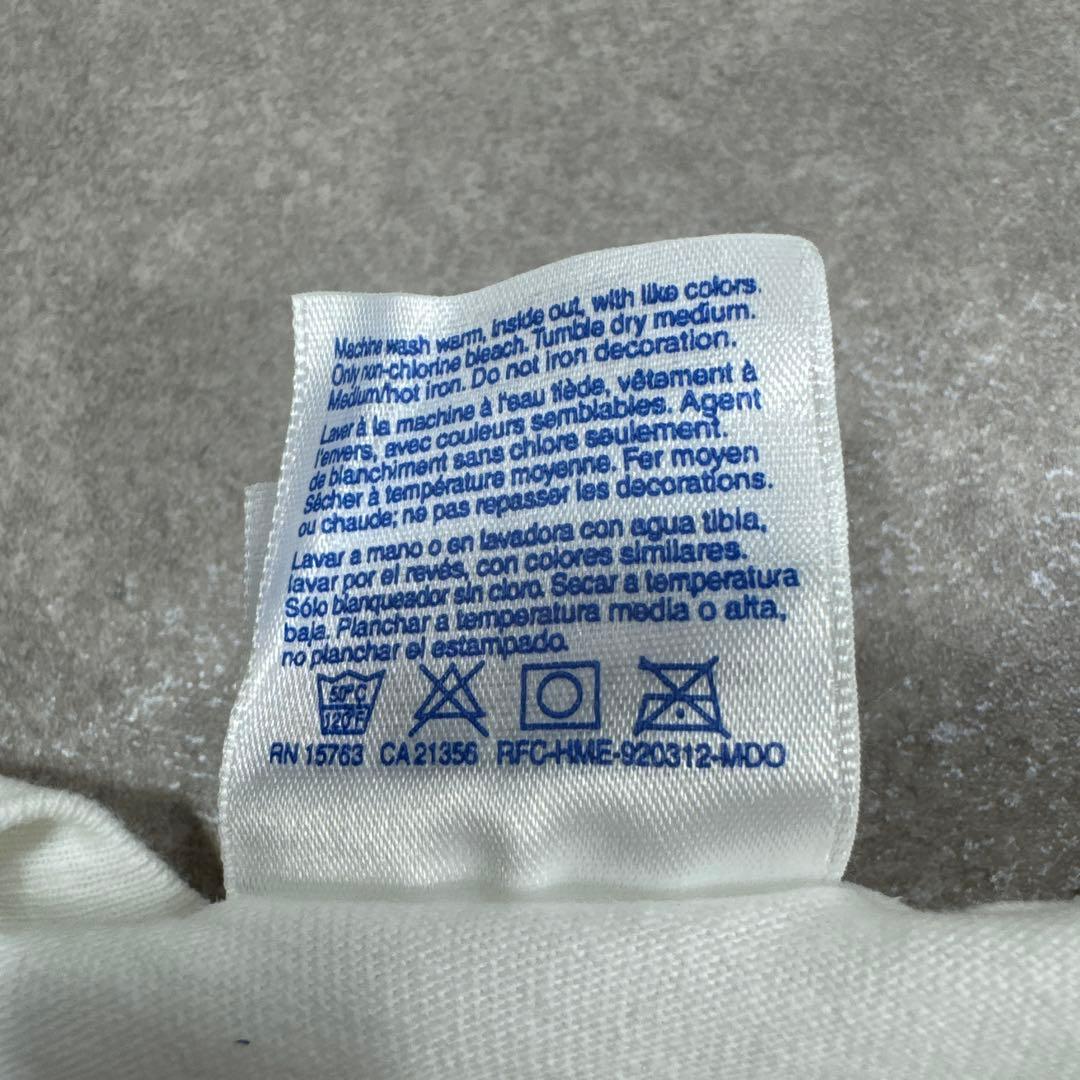 Machine wash warm, inside out, with like colors.
Only non-chlorine bleach. Tumble dry medium.
Medium/hot iron. Do not iron decoration.
Laver à la machine à l'eau tiède, vêtement à
l'envers, avec couleurs semblables. Agent
de blanchiment sans chlore seulement.
Sécher à température moyenne. Fer moyen
ou chaude; ne pas repasser les decorations.
Lavar a mano o en lavadora con agua tibia,
lavar por el revés, con colores similares.
Sólo blanqueador sin cloro. Secar a temperatura
baja. Planchar a temperatura media o alta,
no planchar el estampado.
50°C
120°F
RN 15763 CA 21356 RFC-HME-920312-MDO